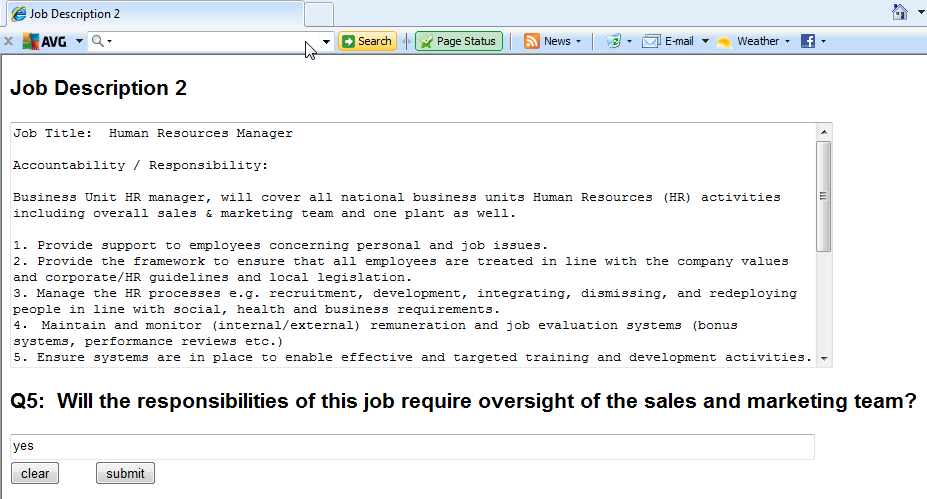 Job Description 2
AVG Search Page Status News E-mail Weather
Job Description 2
Job Title:  Human Resources Manager
Accountability / Responsibility:
Business Unit HR manager, will cover all national business units Human Resources (HR) activities
including overall sales & marketing team and one plant as well.
1. Provide support to employees concerning personal and job issues.
2. Provide the framework to ensure that all employees are treated in line with the company values
and corporate/HR guidelines and local legislation.
3. Manage the HR processes e.g. recruitment, development, integrating, dismissing, and redeploying
people in line with social, health and business requirements.
4.  Maintain and monitor (internal/external) remuneration and job evaluation systems (bonus
systems, performance reviews etc.)
5. Ensure systems are in place to enable effective and targeted training and development activities.
Q5:  Will the responsibilities of this job require oversight of the sales and marketing team?
yes
clear submit